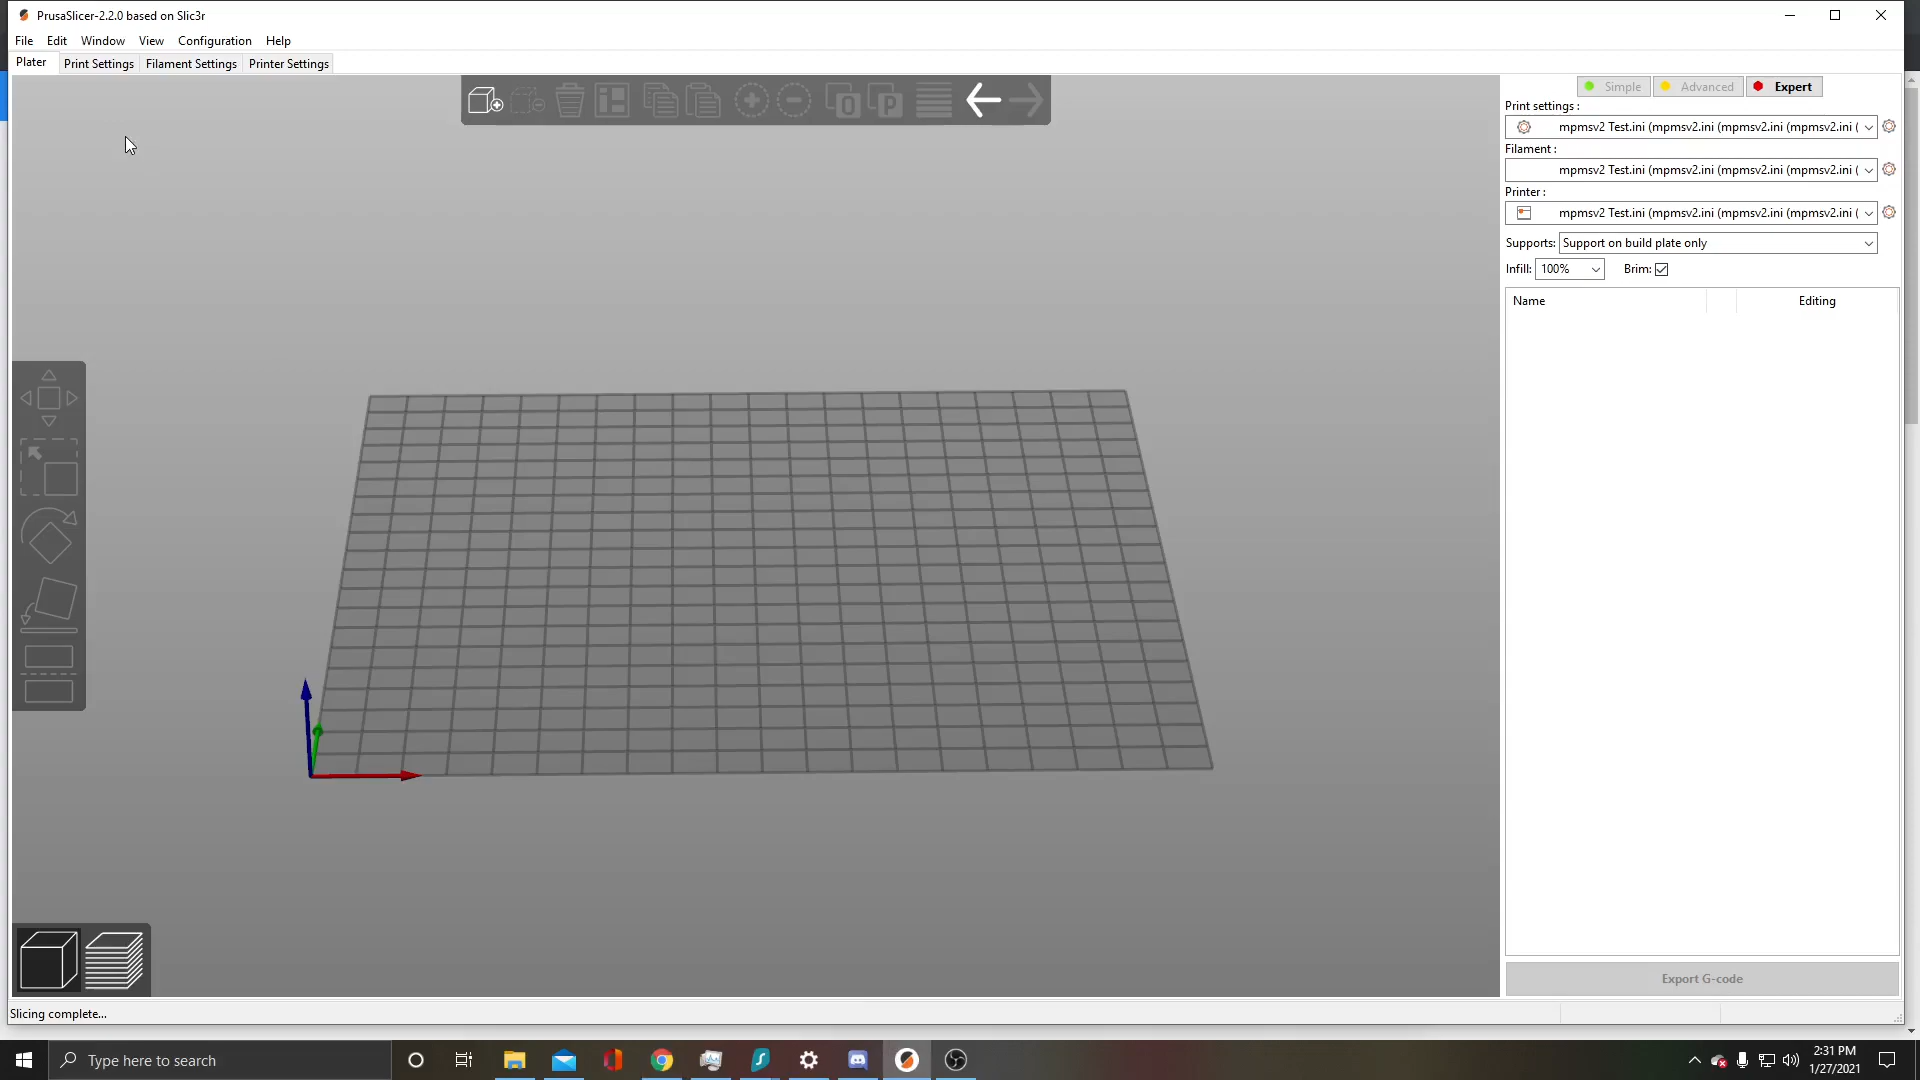 PrusaSlicer-2.2.0 based on Slic3r
File Edit Window View Configuration Help
Plater Print Settings Filament Settings Printer Settings
Simple Advanced Expert
Print settings :
mpmsv2 Test.ini (mpmsv2.ini (mpmsv2.ini (mpmsv2.ini (
Filament :
mpmsv2 Test.ini (mpmsv2.ini (mpmsv2.ini (mpmsv2.ini (
Printer :
mpmsv2 Test.ini (mpmsv2.ini (mpmsv2.ini (mpmsv2.ini (
Supports: Support on build plate only
Infill: 100% Brim:
Name Editing
Export G-code
Slicing complete...
Type here to search
2:31 PM
1/27/2021